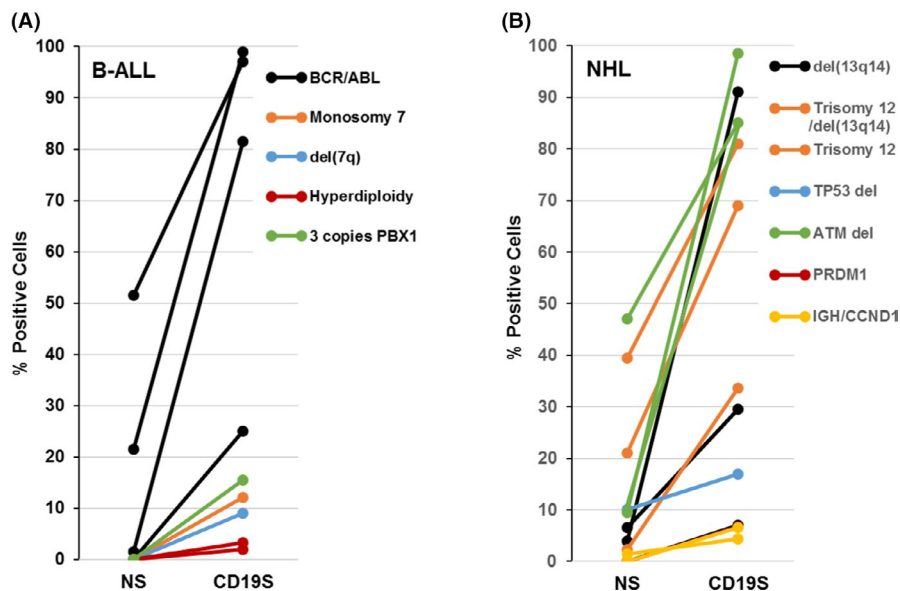 (A)
B-ALL
% Positive Cells
100
90
80
70
60
50
40
30
20
10
0
NS
CD19S
BCR/ABL
Monosomy 7
del(7q)
Hyperdiploidy
3 copies PBX1
(B)
NHL
% Positive Cells
100
90
80
70
60
50
40
30
20
10
0
NS
CD19S
del(13q14)
Trisomy 12
/del(13q14)
Trisomy 12
TP53 del
ATM del
PRDM1
IGH/CCND1